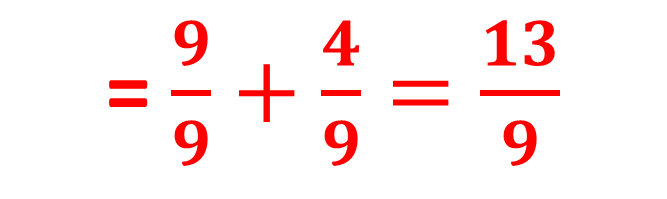 = 9/9 + 4/9 = 13/9